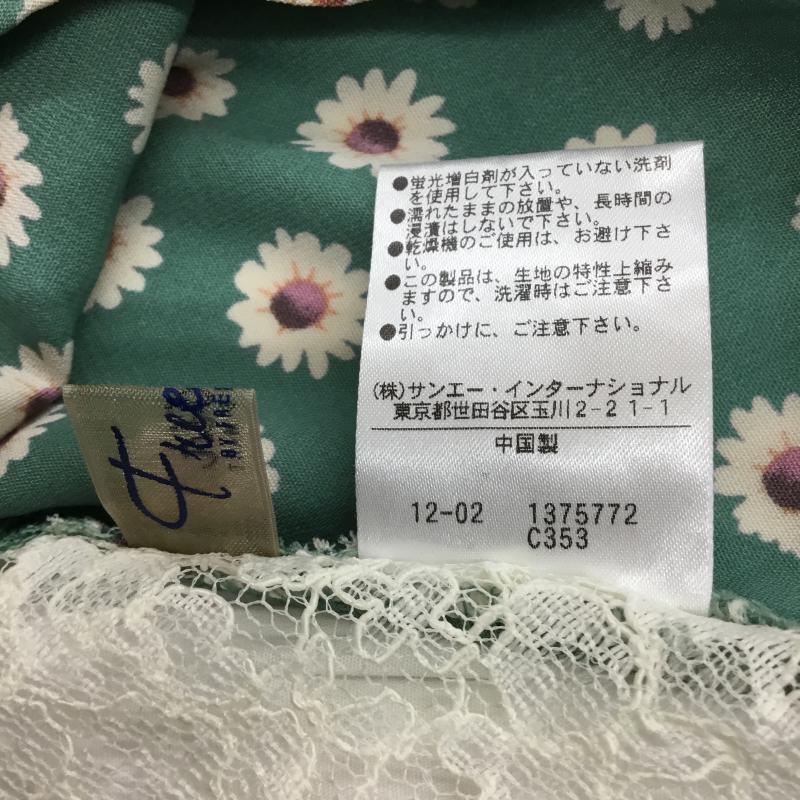 ●蛍光増白剤が入っていない洗剤
を使用して下さい。
●濡れたままの放置や、長時間の
浸漬はしないで下さい。
●乾燥機のご使用は、お避け下さ
い。
●この製品は、生地の特性上縮み
ますので、洗濯時はご注意下さ
い。
●引っかけに、ご注意下さい。
(株)サンエー・インターナショナル
東京都世田谷区玉川2-21-1
中国製
12-02 1375772
C353
Free